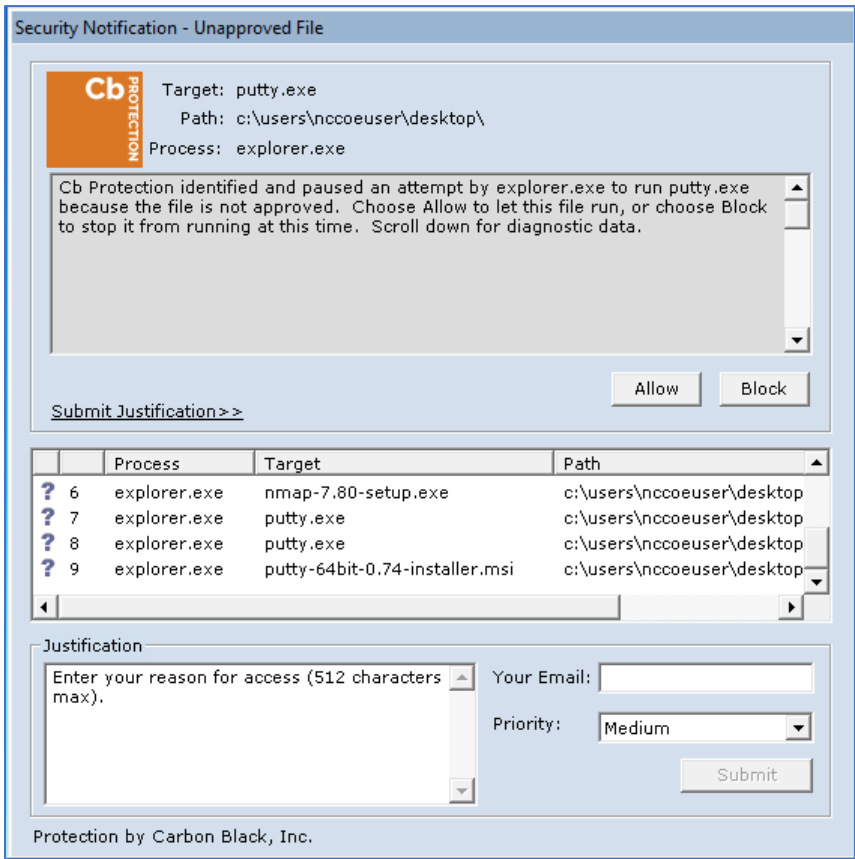 Security Notification - Unapproved File
Cb PROTECTION
Target: putty.exe
Path: c:\users\nccoeuser\desktop\
Process: explorer.exe
Cb Protection identified and paused an attempt by explorer.exe to run putty.exe
because the file is not approved.  Choose Allow to let this file run, or choose Block
to stop it from running at this time.  Scroll down for diagnostic data.
Allow Block
Submit Justification>>
Process Target Path
? 6 explorer.exe nmap-7.80-setup.exe c:\users\nccoeuser\desktop
? 7 explorer.exe putty.exe c:\users\nccoeuser\desktop
? 8 explorer.exe putty.exe c:\users\nccoeuser\desktop
? 9 explorer.exe putty-64bit-0.74-installer.msi c:\users\nccoeuser\desktop
Justification
Enter your reason for access (512 characters
max).
Your Email:
Priority: Medium
Submit
Protection by Carbon Black, Inc.